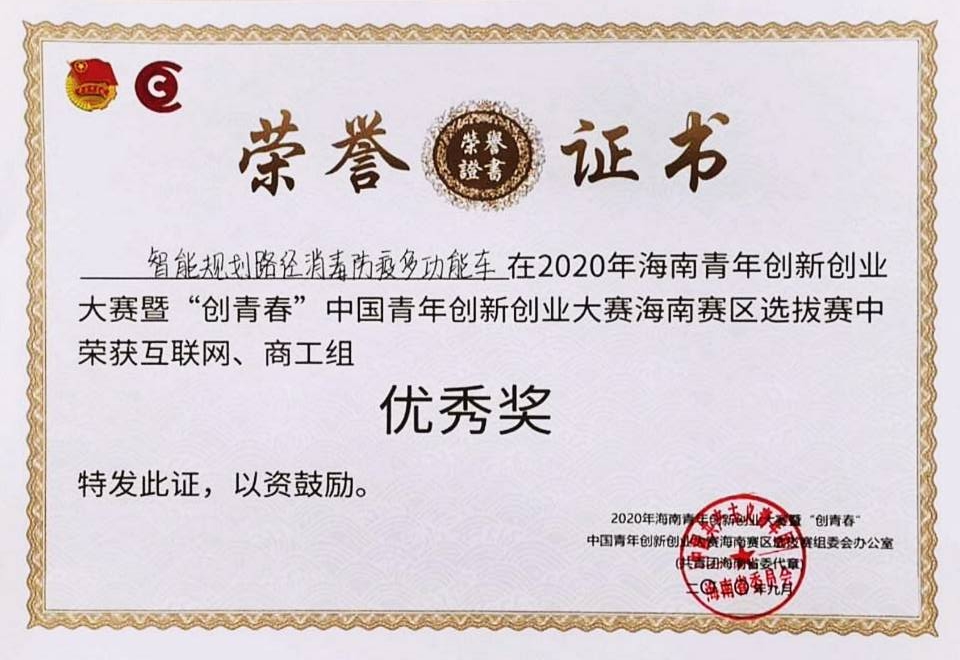 荣誉
榮譽
證書
证书
智能规划路径消毒防疫多功能车在2020年海南青年创新创业
大赛暨“创青春”中国青年创新创业大赛海南赛区选拔赛中
荣获互联网、商工组
优秀奖
特发此证，以资鼓励。
2020年海南青年创新创业大赛暨“创青春”
中国青年创新创业大赛海南赛区选拔赛组委会办公室
(共青团海南省委代章)
二〇二〇年九月
海南省委员会